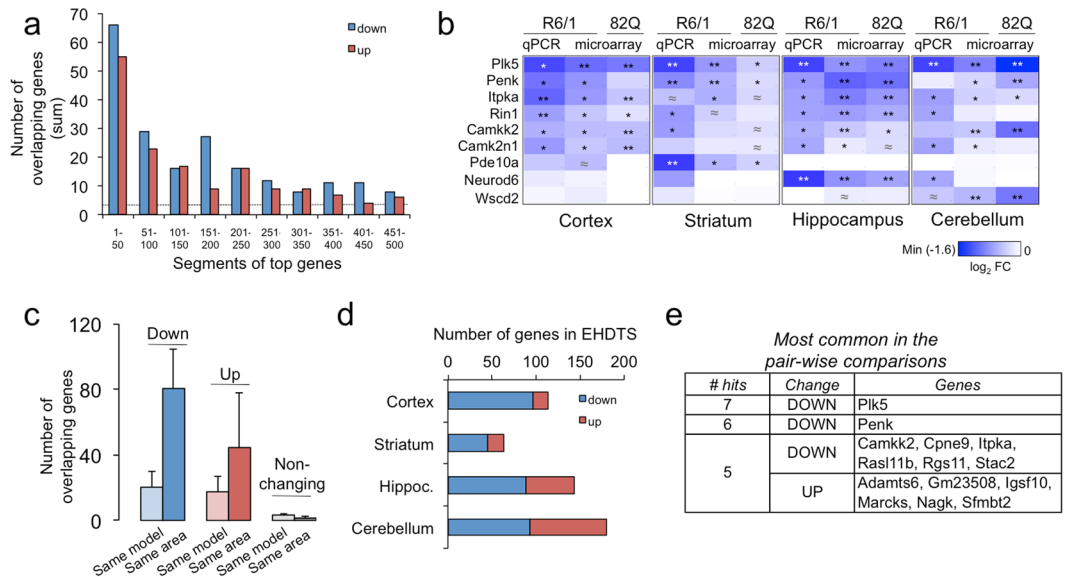 a
70
60
50
40
30
20
10
0
Number of
overlapping genes
(sum)
down
up
1-
50
51-
100
101-
150
151-
200
201-
250
251-
300
301-
350
351-
400
401-
450
451-
500
Segments of top genes
b
R6/1 82Q R6/1 82Q R6/1 82Q R6/1 82Q
qPCR microarray qPCR microarray qPCR microarray qPCR microarray
Plk5 * ** ** ** ** * ** ** ** ** ** **
Penk * * ** ** * * ** ** * **
Itpka ** * ** ≈ * ≈ * ** ** * * *
Rin1 ** * * * ≈ * ** ** *
Camkk2 * * ** * ≈ * ** * ** **
Camk2n1 * * ** ≈ * * ≈ * *
Pde10a ≈ ** * *
Neurod6 ** ** ** *
Wscd2 ≈ ≈ ** **
Cortex Striatum Hippocampus Cerebellum
Min (-1.6) 0
log2 FC
c
120
80
40
0
Number of
overlapping genes
Down
Up
Non-
changing
Same model
Same area
Same model
Same area
Same model
Same area
d
Number of genes in EHDTS
0 50 100 150 200
Cortex
Striatum
Hippoc.
Cerebellum
down
up
e
Most common in the
pair-wise comparisons
# hits Change Genes
7 DOWN Plk5
6 DOWN Penk
5 DOWN Camkk2, Cpne9, Itpka,
Rasl11b, Rgs11, Stac2
UP Adamts6, Gm23508, Igsf10,
Marcks, Nagk, Sfmbt2